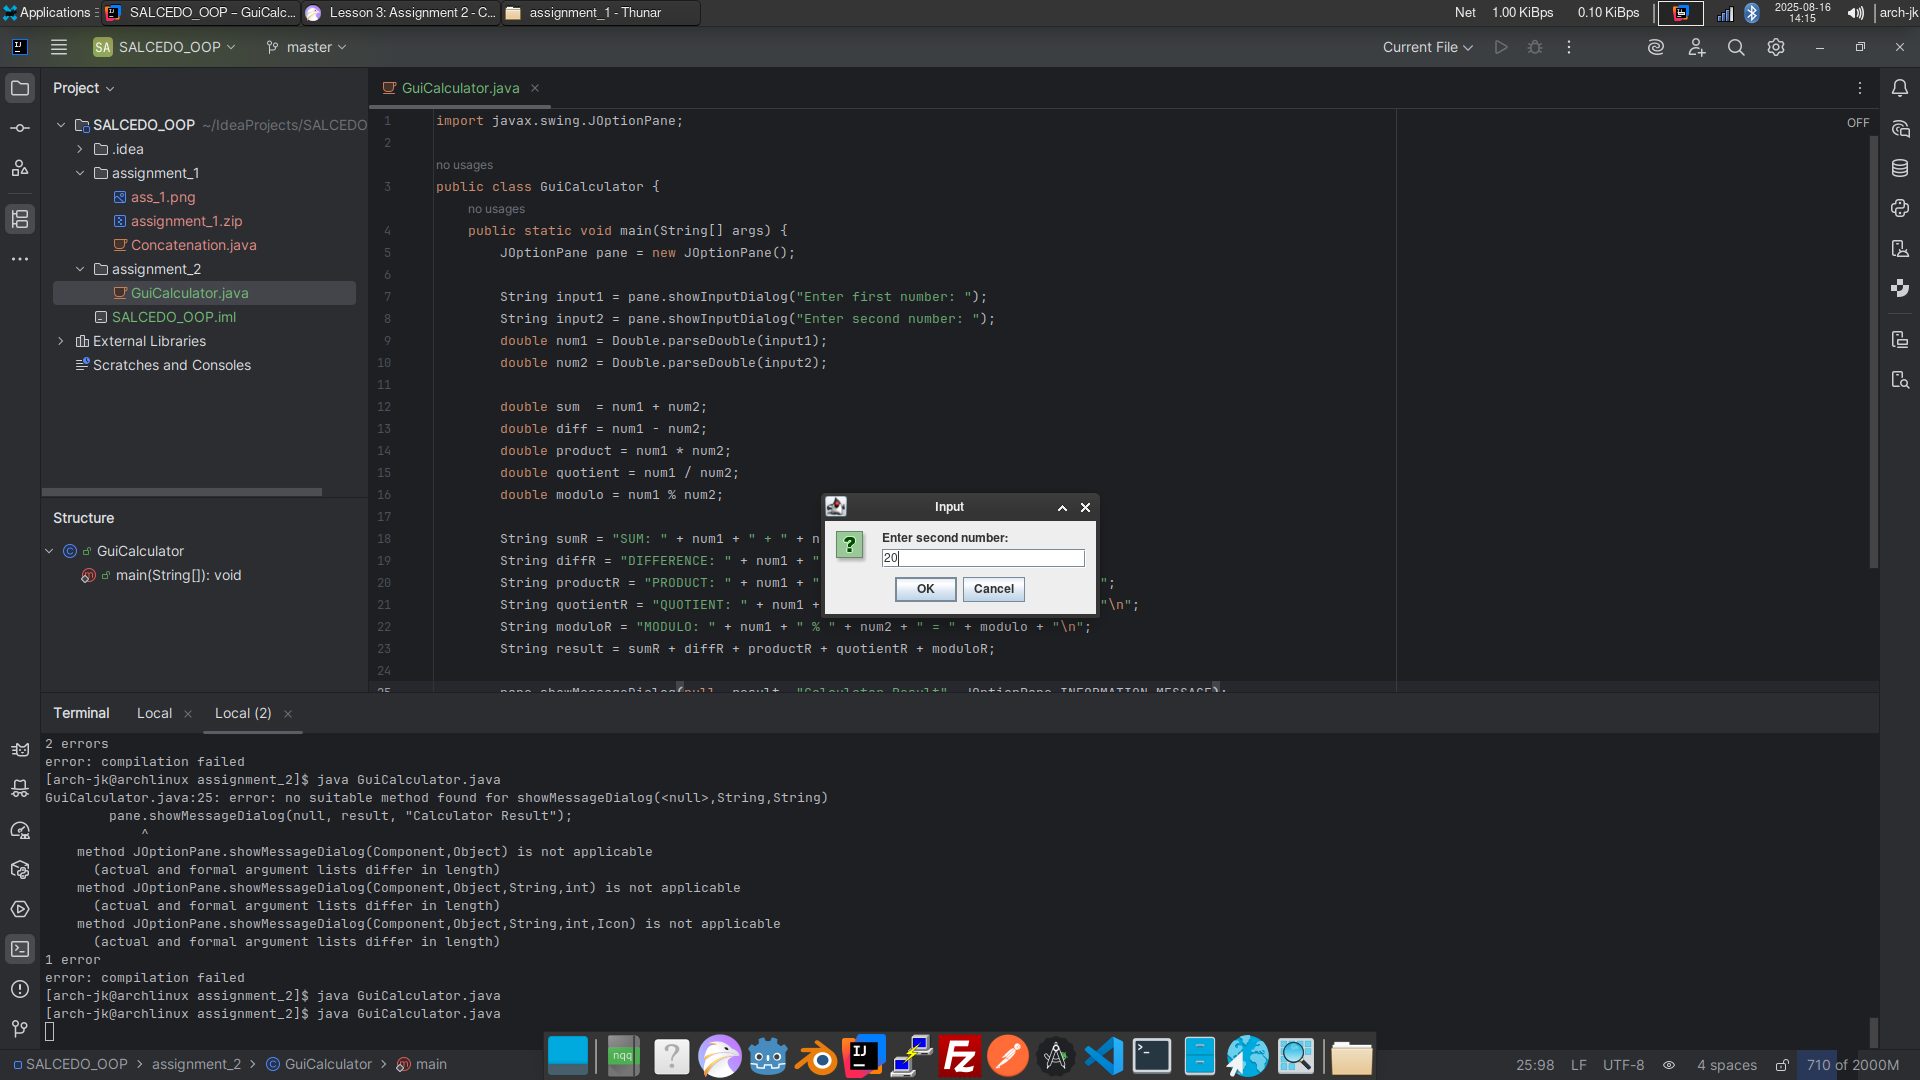 Applications
SALCEDO_OOP – GuiCalc...
Lesson 3: Assignment 2 - C...
assignment_1 - Thunar
Net 1.00 KiBps 0.10 KiBps
2025-08-16
14:15
arch-jk
SA SALCEDO_OOP
master
Current File
Project
GuiCalculator.java
SALCEDO_OOP ~/IdeaProjects/SALCEDO
.idea
assignment_1
ass_1.png
assignment_1.zip
Concatenation.java
assignment_2
GuiCalculator.java
SALCEDO_OOP.iml
External Libraries
Scratches and Consoles
Structure
GuiCalculator
main(String[]): void
OFF
1 import javax.swing.JOptionPane;
2
no usages
3 public class GuiCalculator {
no usages
4 public static void main(String[] args) {
5 JOptionPane pane = new JOptionPane();
6
7 String input1 = pane.showInputDialog("Enter first number: ");
8 String input2 = pane.showInputDialog("Enter second number: ");
9 double num1 = Double.parseDouble(input1);
10 double num2 = Double.parseDouble(input2);
11
12 double sum  = num1 + num2;
13 double diff = num1 - num2;
14 double product = num1 * num2;
15 double quotient = num1 / num2;
16 double modulo = num1 % num2;
17
18 String sumR = "SUM: " + num1 + " + " + n
19 String diffR = "DIFFERENCE: " + num1 + "
20 String productR = "PRODUCT: " + num1 + " ";
21 String quotientR = "QUOTIENT: " + num1 + "\n";
22 String moduloR = "MODULO: " + num1 + " % " + num2 + " = " + modulo + "\n";
23 String result = sumR + diffR + productR + quotientR + moduloR;
24
25 pane.showMessageDialog(null, result, "Calculator Result", JOptionPane.INFORMATION_MESSAGE);
Input
Enter second number:
20
OK Cancel
Terminal Local Local (2)
2 errors
error: compilation failed
[arch-jk@archlinux assignment_2]$ java GuiCalculator.java
GuiCalculator.java:25: error: no suitable method found for showMessageDialog(<null>,String,String)
pane.showMessageDialog(null, result, "Calculator Result");
^
method JOptionPane.showMessageDialog(Component,Object) is not applicable
(actual and formal argument lists differ in length)
method JOptionPane.showMessageDialog(Component,Object,String,int) is not applicable
(actual and formal argument lists differ in length)
method JOptionPane.showMessageDialog(Component,Object,String,int,Icon) is not applicable
(actual and formal argument lists differ in length)
1 error
error: compilation failed
[arch-jk@archlinux assignment_2]$ java GuiCalculator.java
[arch-jk@archlinux assignment_2]$ java GuiCalculator.java
nqq
SALCEDO_OOP > assignment_2 > GuiCalculator > main
25:98 LF UTF-8 4 spaces 710 of 2000M